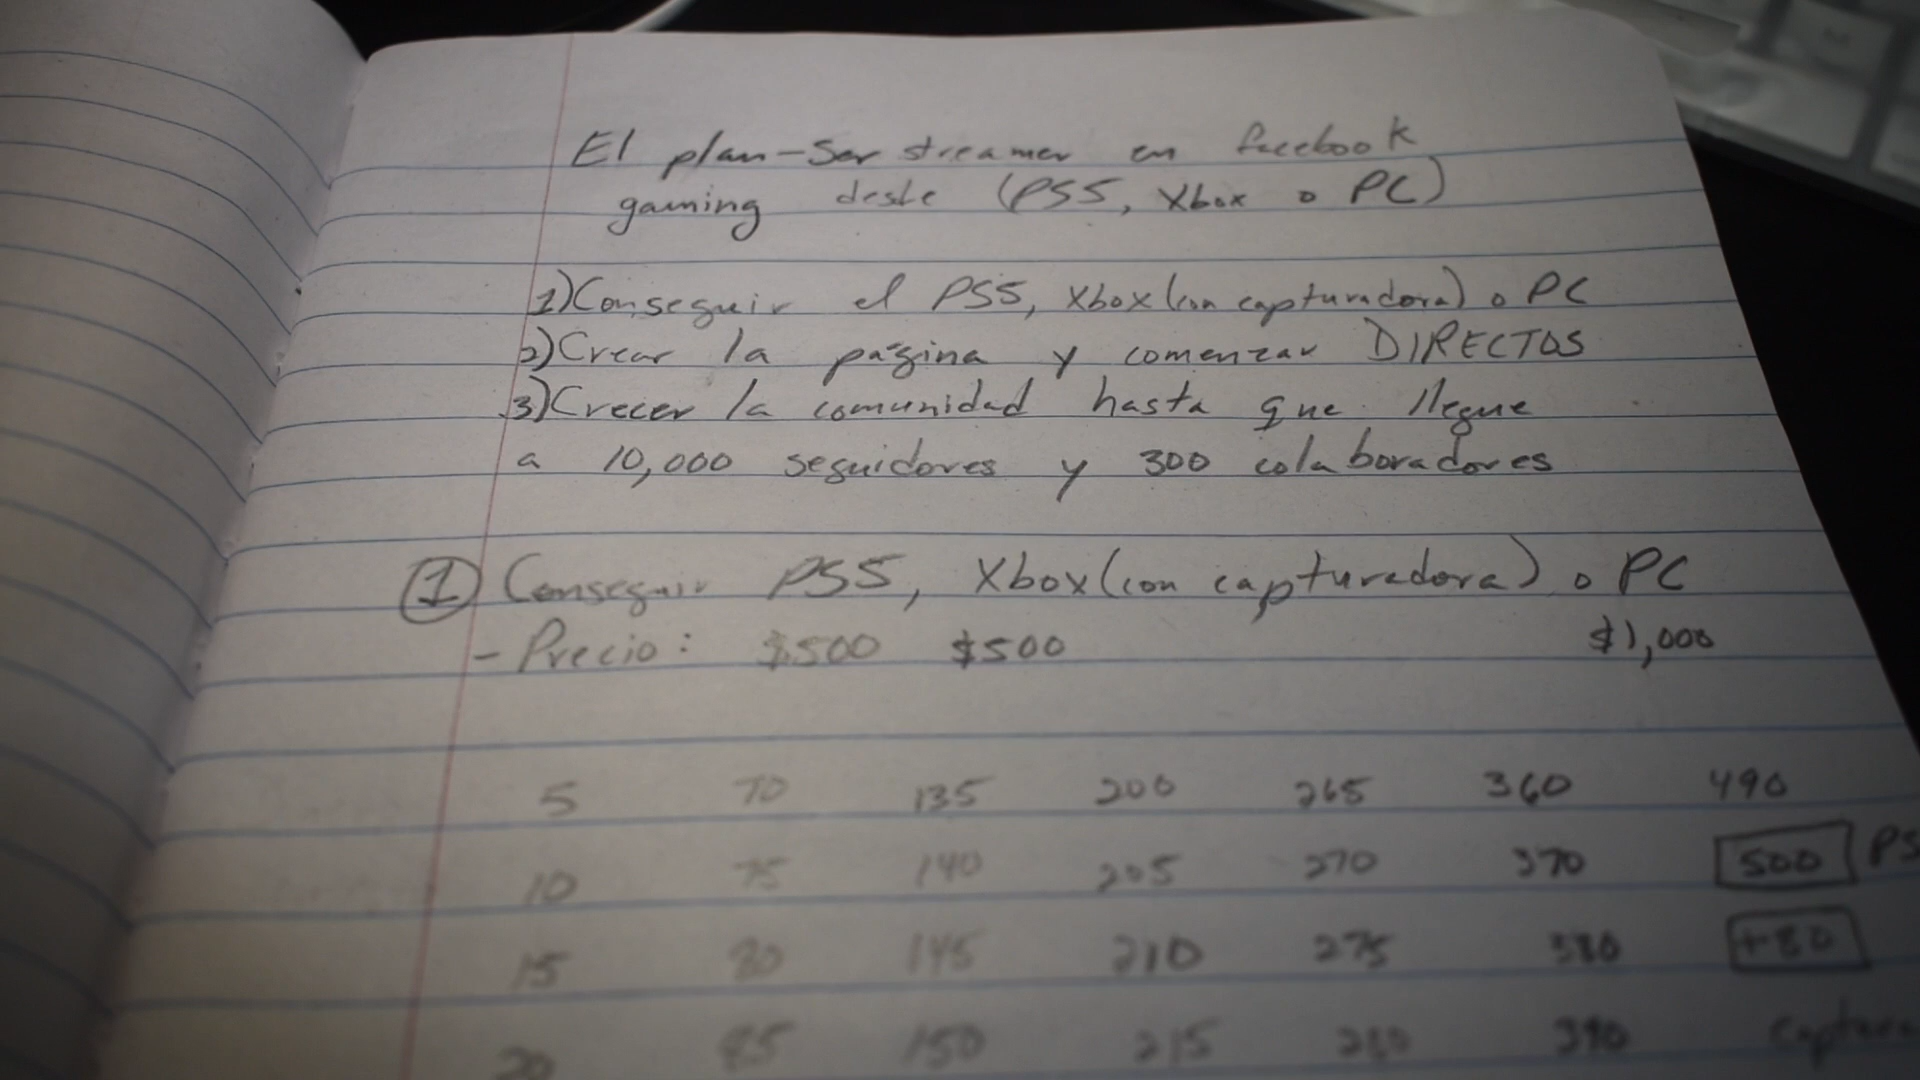 El plan-Ser streamer en facebook
gaming desde (PS5, Xbox o PC)
1)Conseguir el PS5, Xbox (con capturadora) o PC
2)Crear la página y comenzar DIRECTOS
3)Crecer la comunidad hasta que llegue
a 10,000 seguidores y 300 colaboradores
1 Conseguir PS5, Xbox (con capturadora) o PC
- Precio: $500 $500 $1,000
5 70 135 200 265 360 490
10 75 140 205 270 370 500 PS
15 80 145 210 275 380 +80
20 85 150 215 280 390